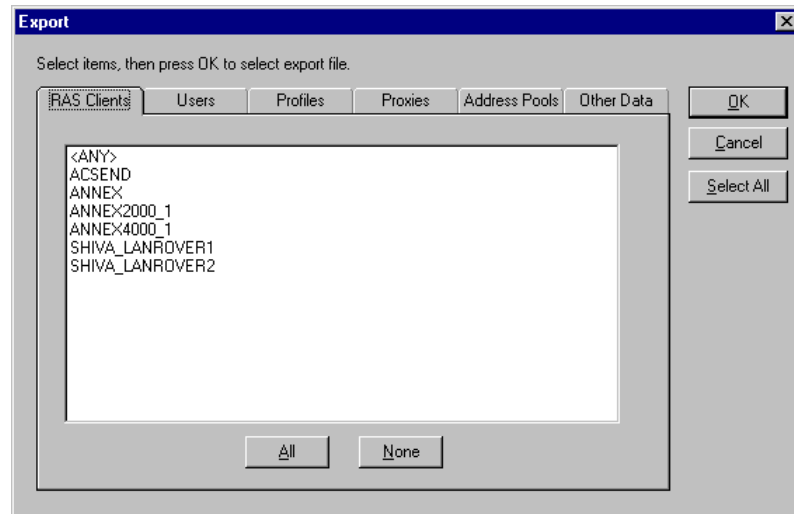 Export
Select items, then press OK to select export file.
RAS Clients Users Profiles Proxies Address Pools Other Data
OK
Cancel
Select All
<ANY>
ACSEND
ANNEX
ANNEX2000_1
ANNEX4000_1
SHIVA_LANROVER1
SHIVA_LANROVER2
All None